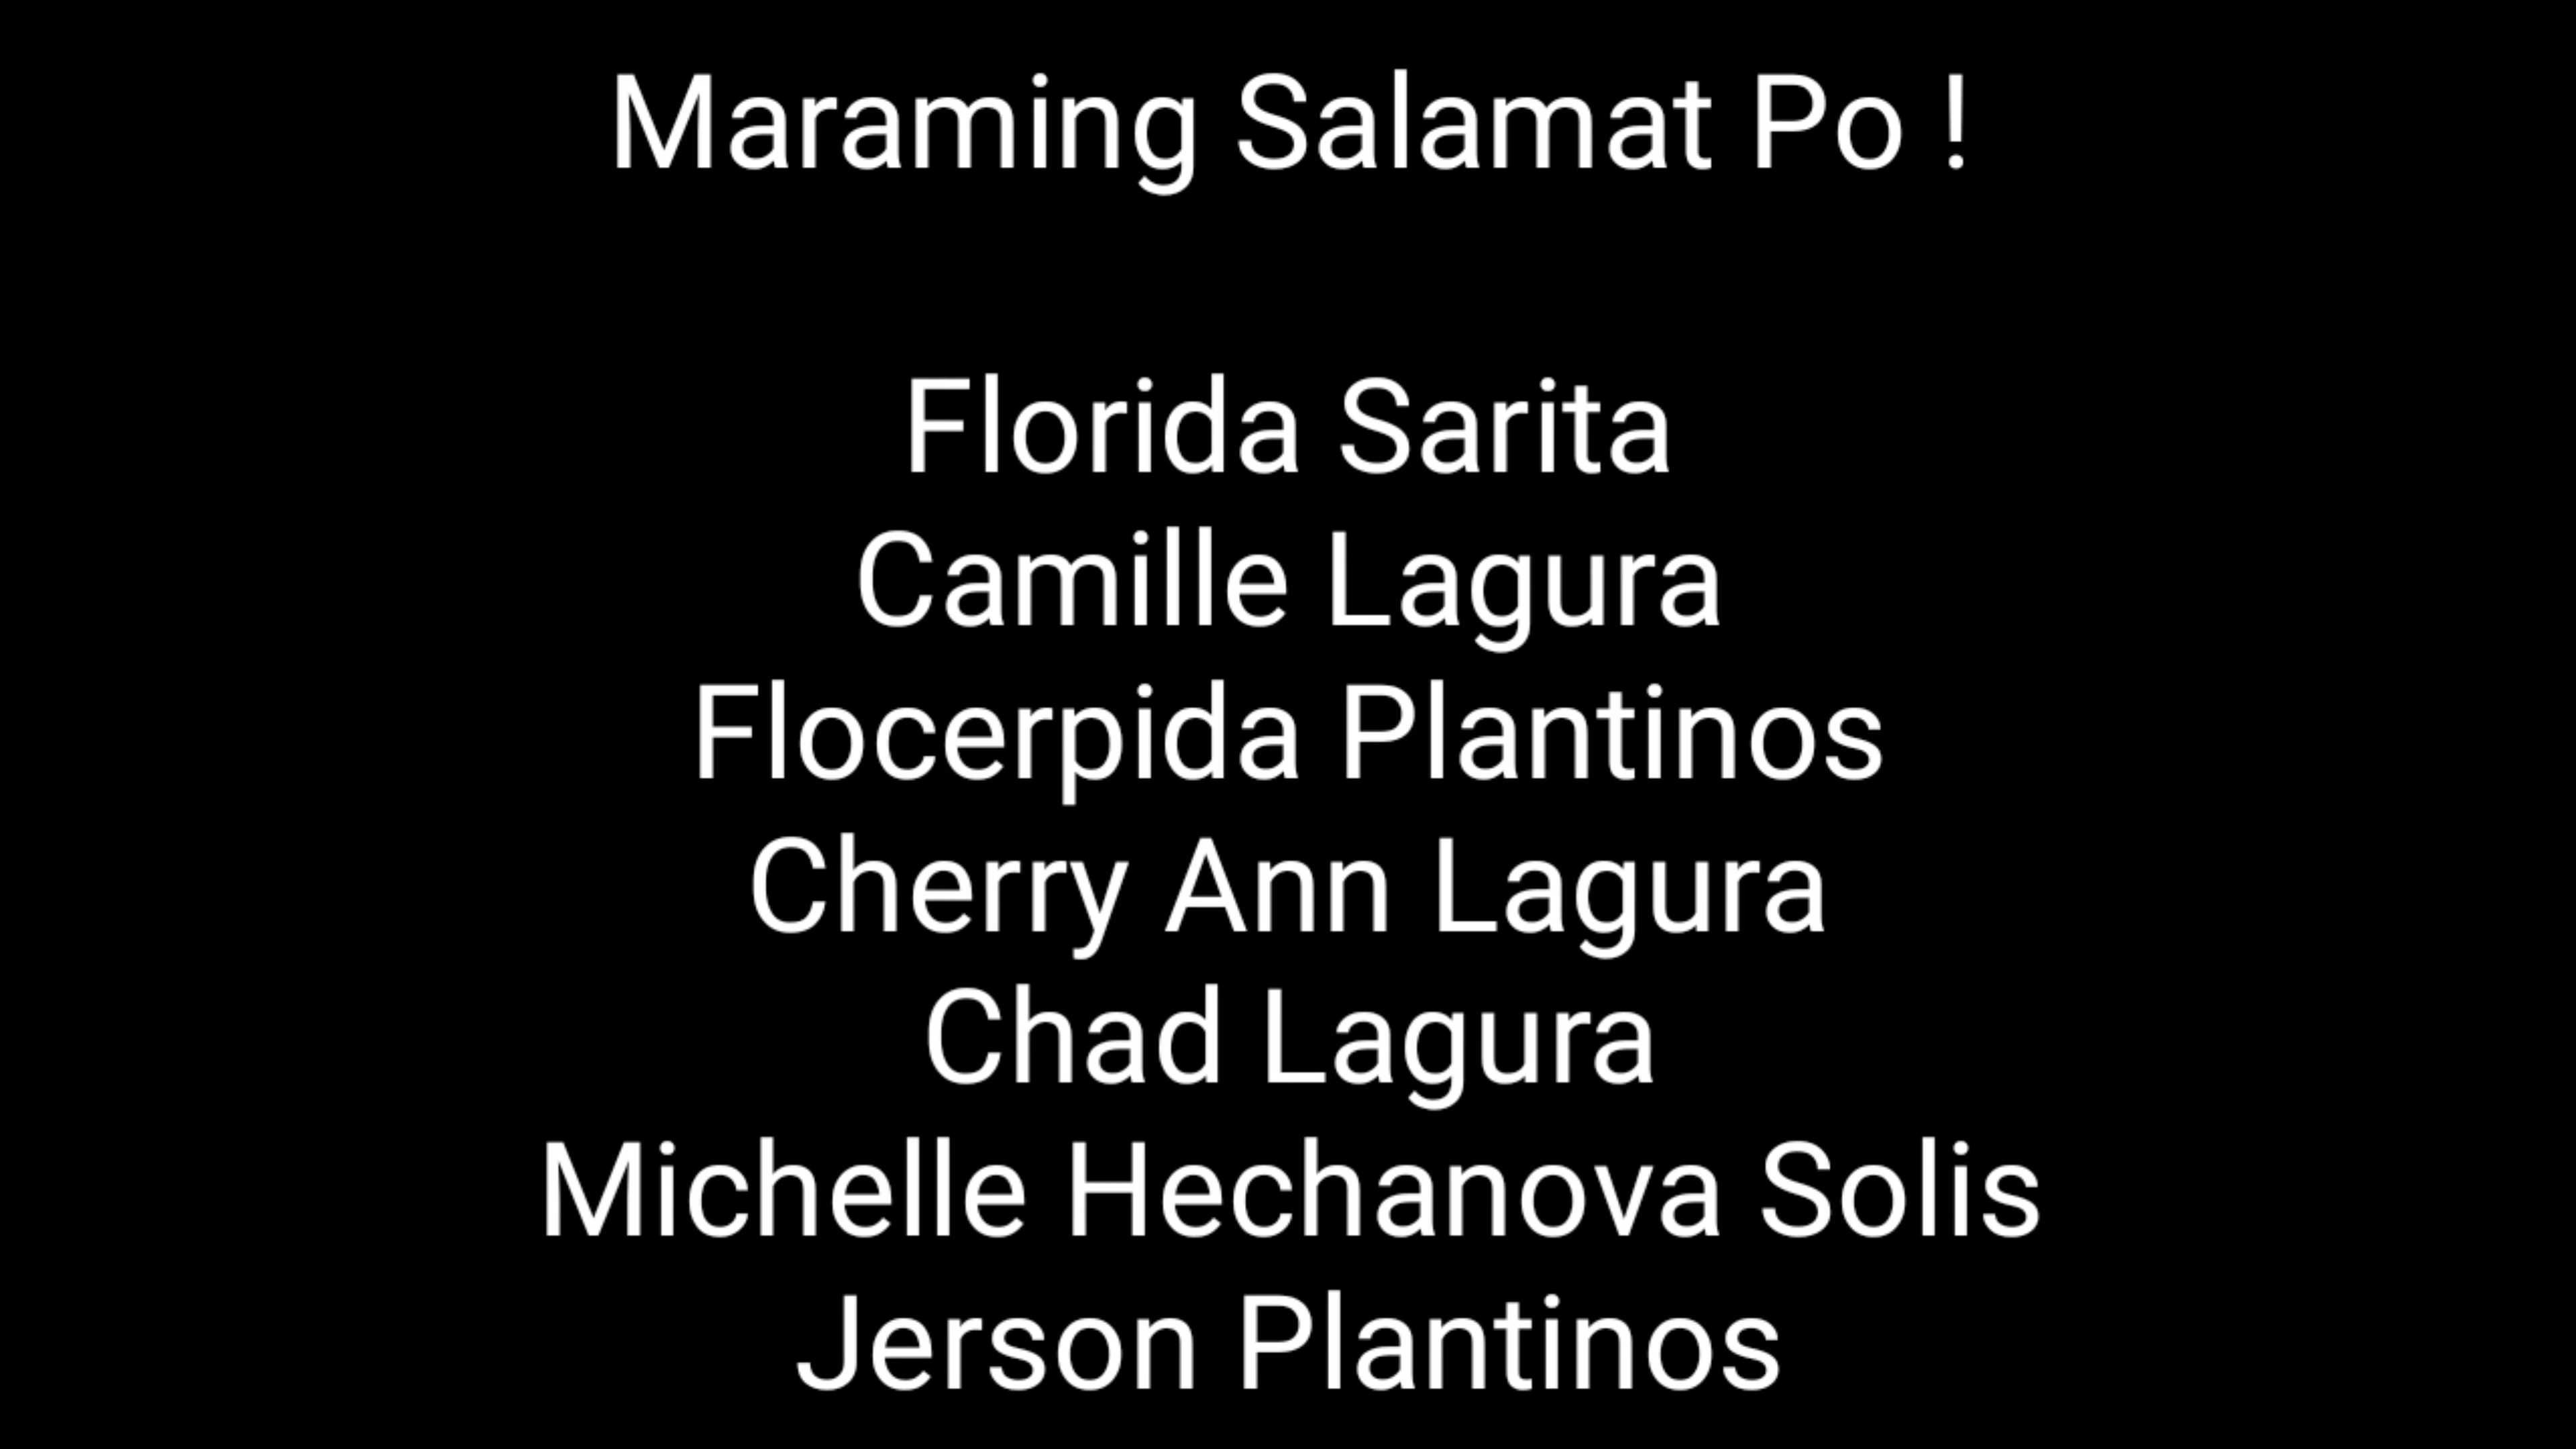 Maraming Salamat Po !
Florida Sarita
Camille Lagura
Flocerpida Plantinos
Cherry Ann Lagura
Chad Lagura
Michelle Hechanova Solis
Jerson Plantinos